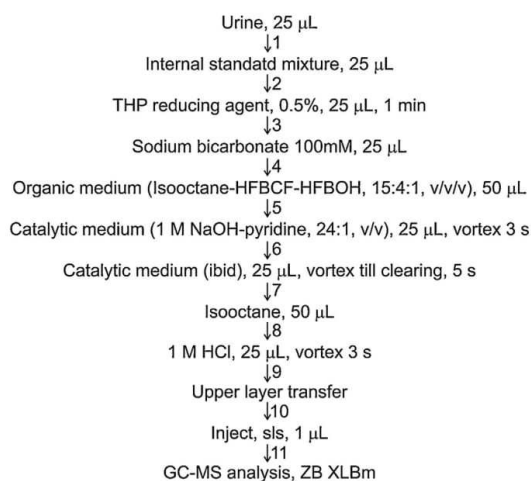 Urine, 25 µL
↓1
Internal standatd mixture, 25 µL
↓2
THP reducing agent, 0.5%, 25 µL, 1 min
↓3
Sodium bicarbonate 100mM, 25 µL
↓4
Organic medium (Isooctane-HFBCF-HFBOH, 15:4:1, v/v/v), 50 µL
↓5
Catalytic medium (1 M NaOH-pyridine, 24:1, v/v), 25 µL, vortex 3 s
↓6
Catalytic medium (ibid), 25 µL, vortex till clearing, 5 s
↓7
Isooctane, 50 µL
↓8
1 M HCl, 25 µL, vortex 3 s
↓9
Upper layer transfer
↓10
Inject, sls, 1 µL
↓11
GC-MS analysis, ZB XLBm